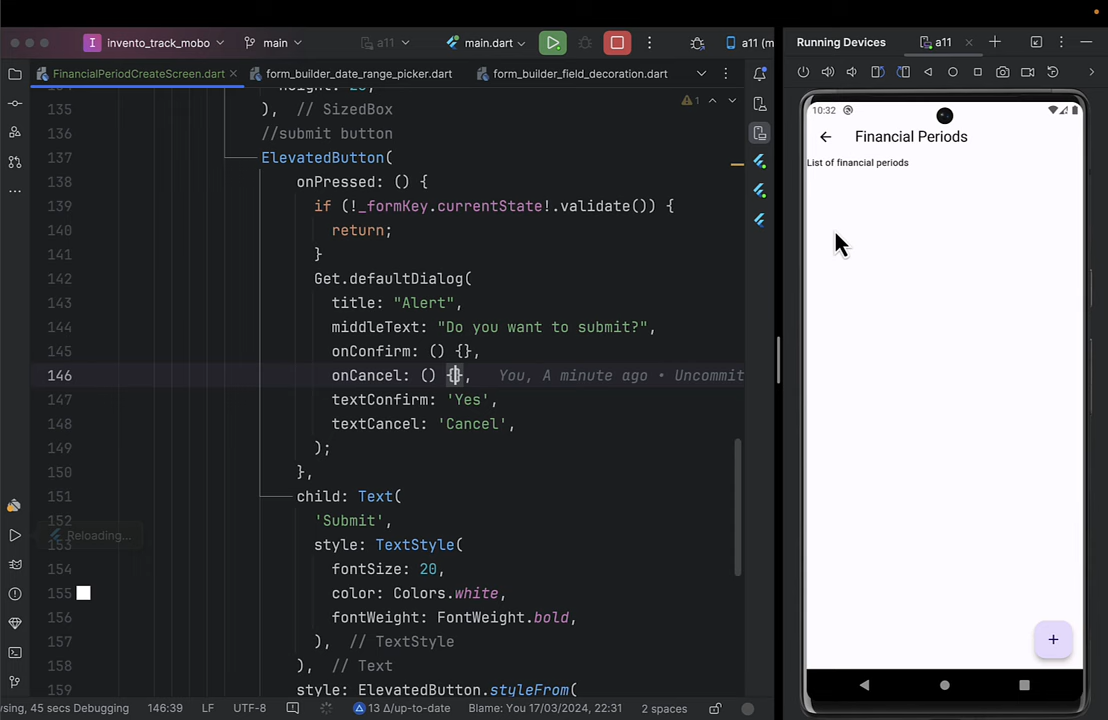 invento_track_mobo
main
a11
main.dart
a11 (m
Running Devices
a11
FinancialPeriodCreateScreen.dart
form_builder_date_range_picker.dart
form_builder_field_decoration.dart
135 ), // SizedBox
1
136 //submit button
137 ElevatedButton(
138 onPressed: () {
139 if (!_formKey.currentState!.validate()) {
140 return;
141 }
142 Get.defaultDialog(
143 title: "Alert",
144 middleText: "Do you want to submit?",
145 onConfirm: () {},
146 onCancel: () {}, You, A minute ago • Uncommit
147 textConfirm: 'Yes',
148 textCancel: 'Cancel',
149 );
150 },
151 child: Text(
152 'Submit',
153 style: TextStyle(
Reloading...
154 fontSize: 20,
155 color: Colors.white,
156 fontWeight: FontWeight.bold,
157 ), // TextStyle
158 ), // Text
159 style: ElevatedButton.styleFrom(
ysing, 45 secs Debugging
146:39
LF
UTF-8
13 Δ/up-to-date
Blame: You 17/03/2024, 22:31
2 spaces
10:32
Financial Periods
List of financial periods
+